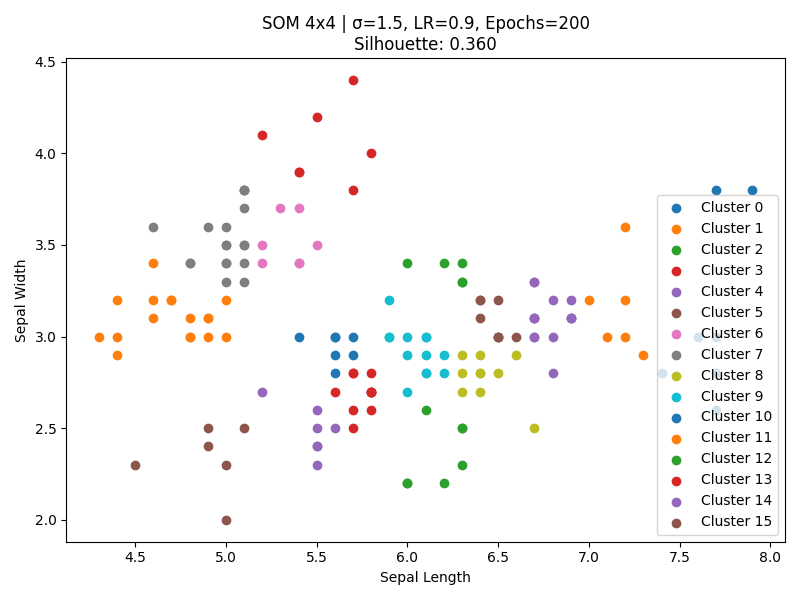 SOM 4x4 | σ=1.5, LR=0.9, Epochs=200
Silhouette: 0.360
4.5
4.0
3.5
3.0
2.5
2.0
Sepal Width
4.5 5.0 5.5 6.0 6.5 7.0 7.5 8.0
Sepal Length
Cluster 0
Cluster 1
Cluster 2
Cluster 3
Cluster 4
Cluster 5
Cluster 6
Cluster 7
Cluster 8
Cluster 9
Cluster 10
Cluster 11
Cluster 12
Cluster 13
Cluster 14
Cluster 15